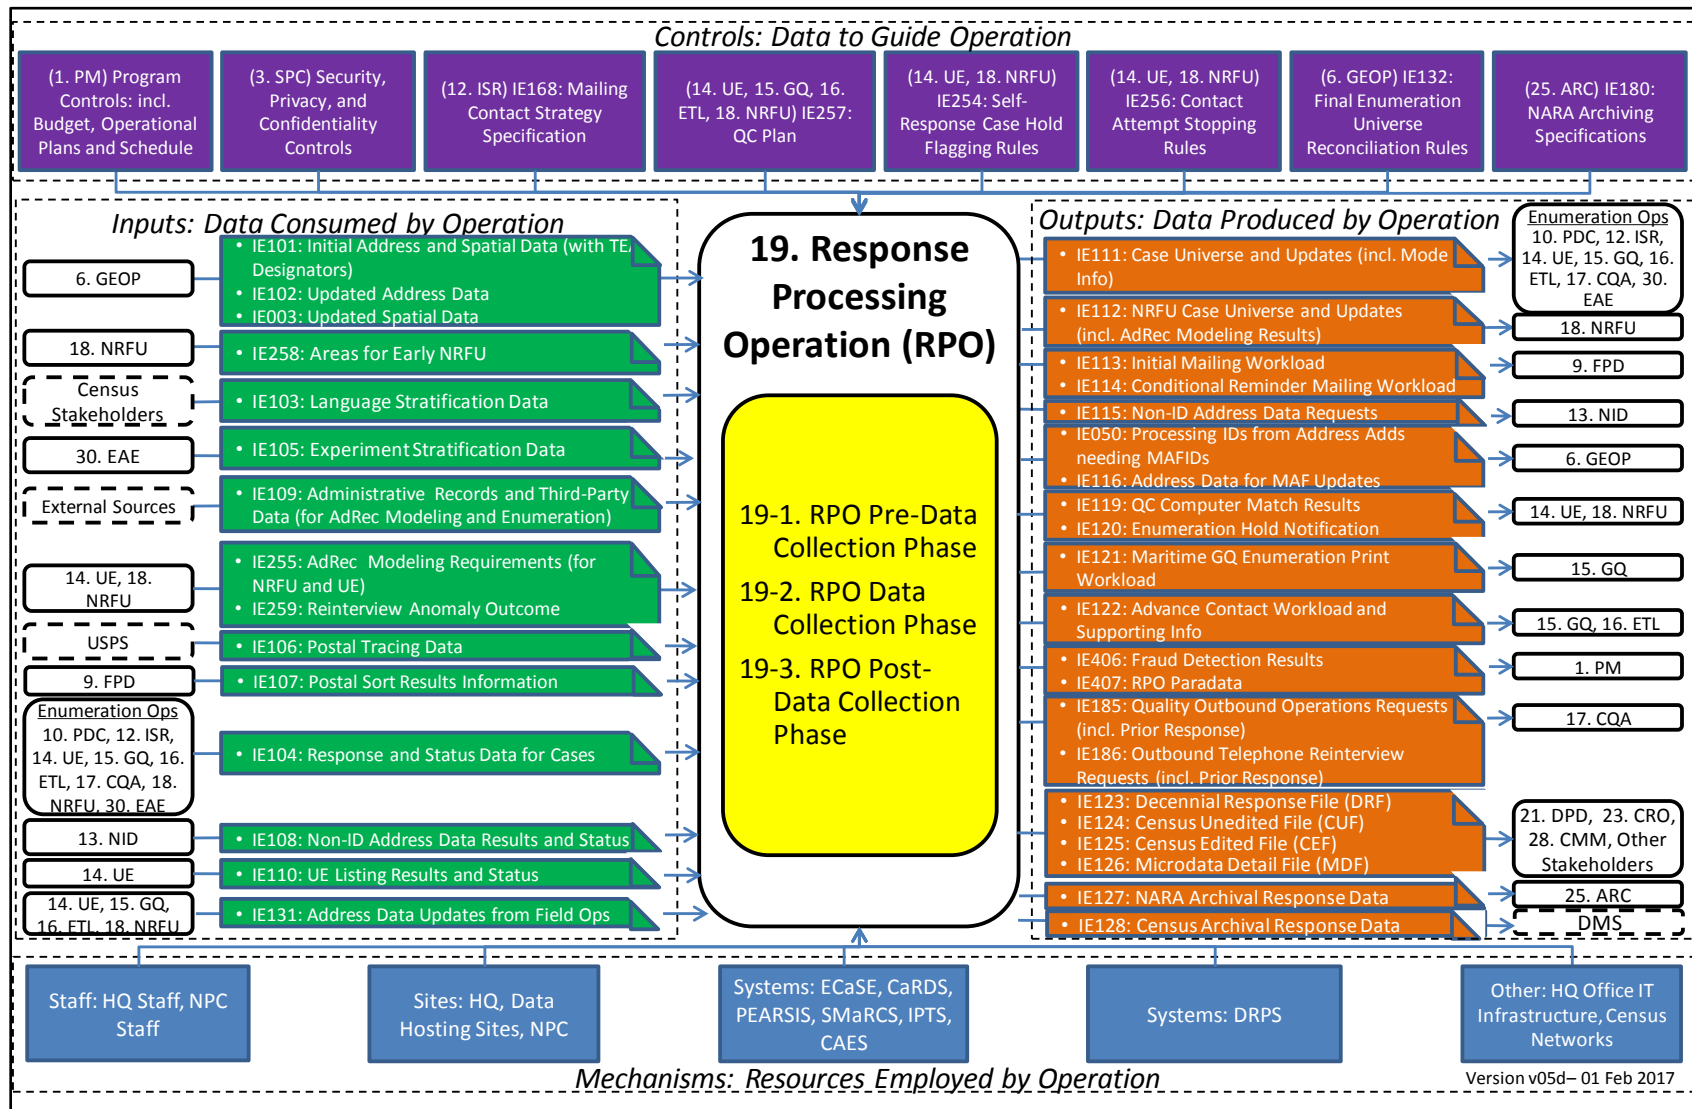 Controls: Data to Guide Operation
(1. PM) Program
Controls: incl.
Budget, Operational
Plans and Schedule
(3. SPC) Security,
Privacy, and
Confidentiality
Controls
(12. ISR) IE168: Mailing
Contact Strategy
Specification
(14. UE, 15. GQ, 16.
ETL, 18. NRFU) IE257:
QC Plan
(14. UE, 18. NRFU)
IE254: Self-
Response Case Hold
Flagging Rules
(14. UE, 18. NRFU)
IE256: Contact
Attempt Stopping
Rules
(6. GEOP) IE132:
Final Enumeration
Universe
Reconciliation Rules
(25. ARC) IE180:
NARA Archiving
Specifications
Inputs: Data Consumed by Operation
6. GEOP
• IE101: Initial Address and Spatial Data (with TEA
Designators)
• IE102: Updated Address Data
• IE003: Updated Spatial Data
18. NRFU
• IE258: Areas for Early NRFU
Census
Stakeholders
• IE103: Language Stratification Data
30. EAE
• IE105: Experiment Stratification Data
External Sources
• IE109: Administrative Records and Third-Party
Data (for AdRec Modeling and Enumeration)
14. UE, 18.
NRFU
• IE255: AdRec Modeling Requirements (for
NRFU and UE)
• IE259: Reinterview Anomaly Outcome
USPS
• IE106: Postal Tracing Data
9. FPD
• IE107: Postal Sort Results Information
Enumeration Ops
10. PDC, 12. ISR,
14. UE, 15. GQ, 16.
ETL, 17. CQA, 18.
NRFU, 30. EAE
• IE104: Response and Status Data for Cases
13. NID
• IE108: Non-ID Address Data Results and Status
14. UE
• IE110: UE Listing Results and Status
14. UE, 15. GQ,
16. ETL, 18. NRFU
• IE131: Address Data Updates from Field Ops
19. Response
Processing
Operation (RPO)
19-1. RPO Pre-Data
Collection Phase
19-2. RPO Data
Collection Phase
19-3. RPO Post-
Data Collection
Phase
Outputs: Data Produced by Operation
• IE111: Case Universe and Updates (incl. Mode
Info)
Enumeration Ops
10. PDC, 12. ISR,
14. UE, 15. GQ, 16.
ETL, 17. CQA, 30.
EAE
• IE112: NRFU Case Universe and Updates
(incl. AdRec Modeling Results)
18. NRFU
• IE113: Initial Mailing Workload
• IE114: Conditional Reminder Mailing Workload
9. FPD
• IE115: Non-ID Address Data Requests
13. NID
• IE050: Processing IDs from Address Adds
needing MAFIDs
• IE116: Address Data for MAF Updates
6. GEOP
• IE119: QC Computer Match Results
• IE120: Enumeration Hold Notification
14. UE, 18. NRFU
• IE121: Maritime GQ Enumeration Print
Workload
15. GQ
• IE122: Advance Contact Workload and
Supporting Info
15. GQ, 16. ETL
• IE406: Fraud Detection Results
• IE407: RPO Paradata
1. PM
• IE185: Quality Outbound Operations Requests
(incl. Prior Response)
• IE186: Outbound Telephone Reinterview
Requests (incl. Prior Response)
17. CQA
• IE123: Decennial Response File (DRF)
• IE124: Census Unedited File (CUF)
• IE125: Census Edited File (CEF)
• IE126: Microdata Detail File (MDF)
21. DPD, 23. CRO,
28. CMM, Other
Stakeholders
• IE127: NARA Archival Response Data
25. ARC
• IE128: Census Archival Response Data
DMS
Staff: HQ Staff, NPC
Staff
Sites: HQ, Data
Hosting Sites, NPC
Systems: ECaSE, CaRDS,
PEARSIS, SMaRCS, IPTS,
CAES
Systems: DRPS
Other: HQ Office IT
Infrastructure, Census
Networks
Mechanisms: Resources Employed by Operation
Version v05d– 01 Feb 2017